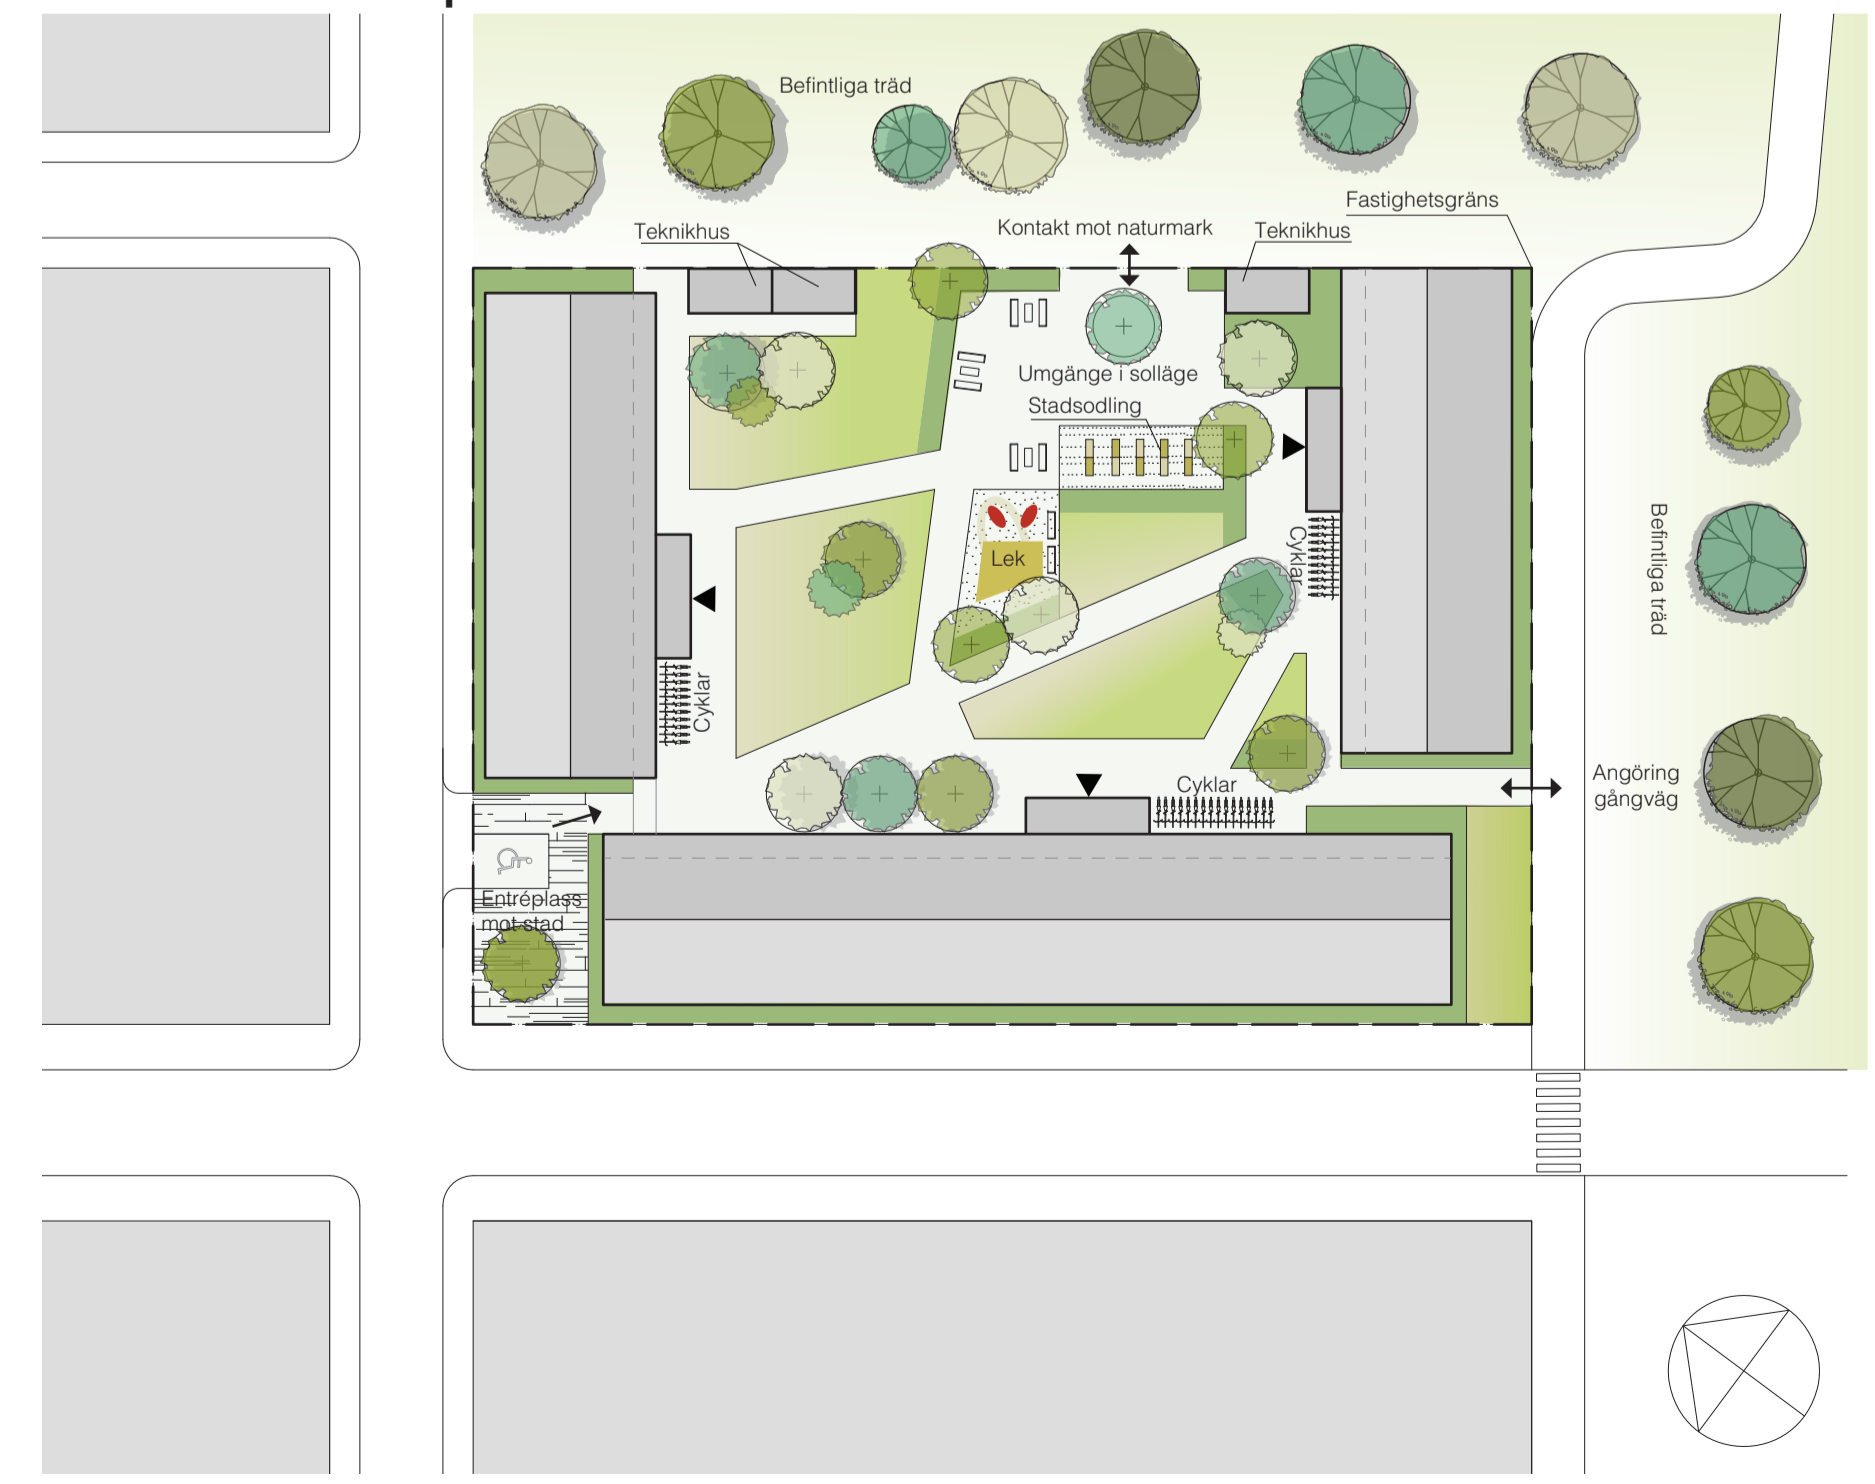 Befintliga träd
Fastighetsgräns
Kontakt mot naturmark
Teknikhus
Teknikhus
Umgänge i solläge
Stadsodling
Lek
Cyklar
Befintliga träd
Cyklar
Cyklar
Angöring
gångväg
Entréplass
mot stad